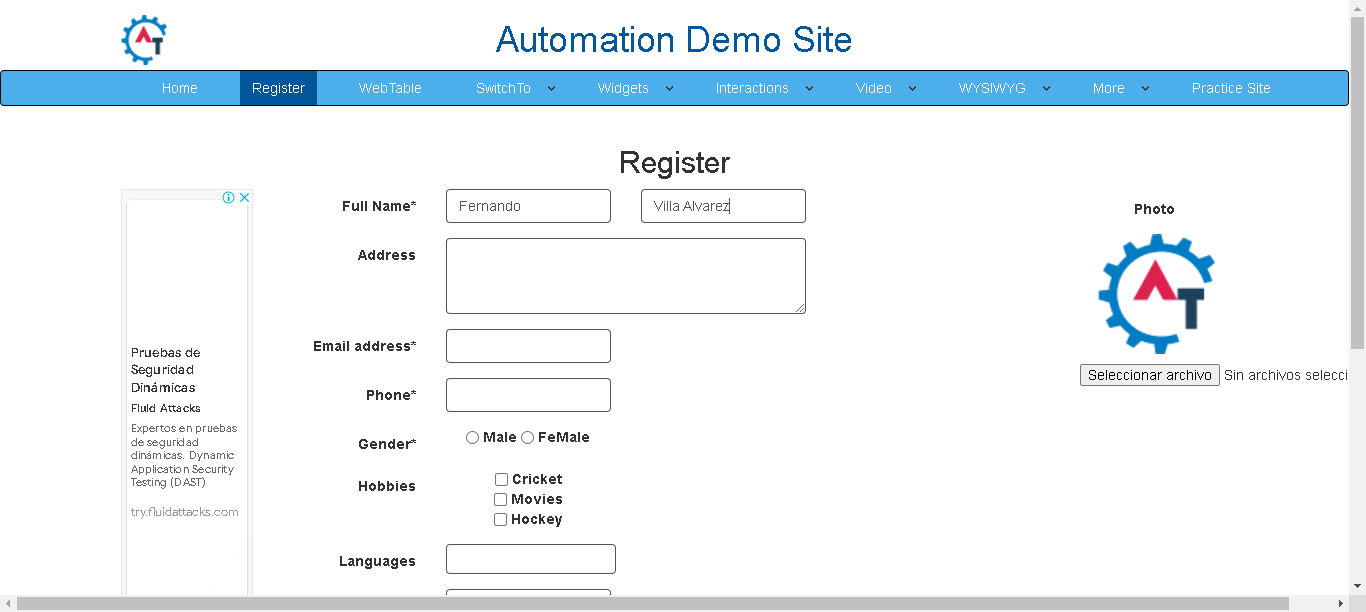 Automation Demo Site
Home Register WebTable SwitchTo Widgets Interactions Video WYSIWYG More Practice Site
Register
Full Name* Fernando Villa Alvarez
Address
Email address*
Phone*
Gender* Male FeMale
Hobbies Cricket
Movies
Hockey
Languages
Photo
AT
Seleccionar archivo Sin archivos selecci
Pruebas de
Seguridad
Dinámicas
Fluid Attacks
Expertos en pruebas
de seguridad
dinámicas. Dynamic
Application Security
Testing (DAST)
try.fluidattacks.com